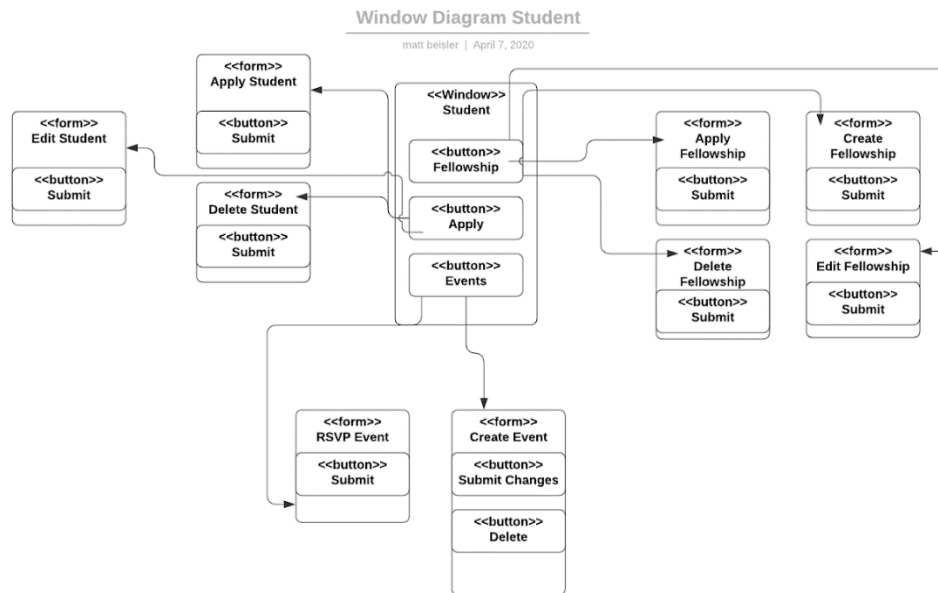 Window Diagram Student
matt beisler | April 7, 2020
<<form>>
Apply Student
<<button>>
Submit
<<Window>>
Student
<<button>>
Fellowship
<<button>>
Apply
<<button>>
Events
<<form>>
Edit Student
<<button>>
Submit
<<form>>
Delete Student
<<button>>
Submit
<<form>>
Apply
Fellowship
<<button>>
Submit
<<form>>
Create
Fellowship
<<button>>
Submit
<<form>>
Delete
Fellowship
<<button>>
Submit
<<form>>
Edit Fellowship
<<button>>
Submit
<<form>>
RSVP Event
<<button>>
Submit
<<form>>
Create Event
<<button>>
Submit Changes
<<button>>
Delete